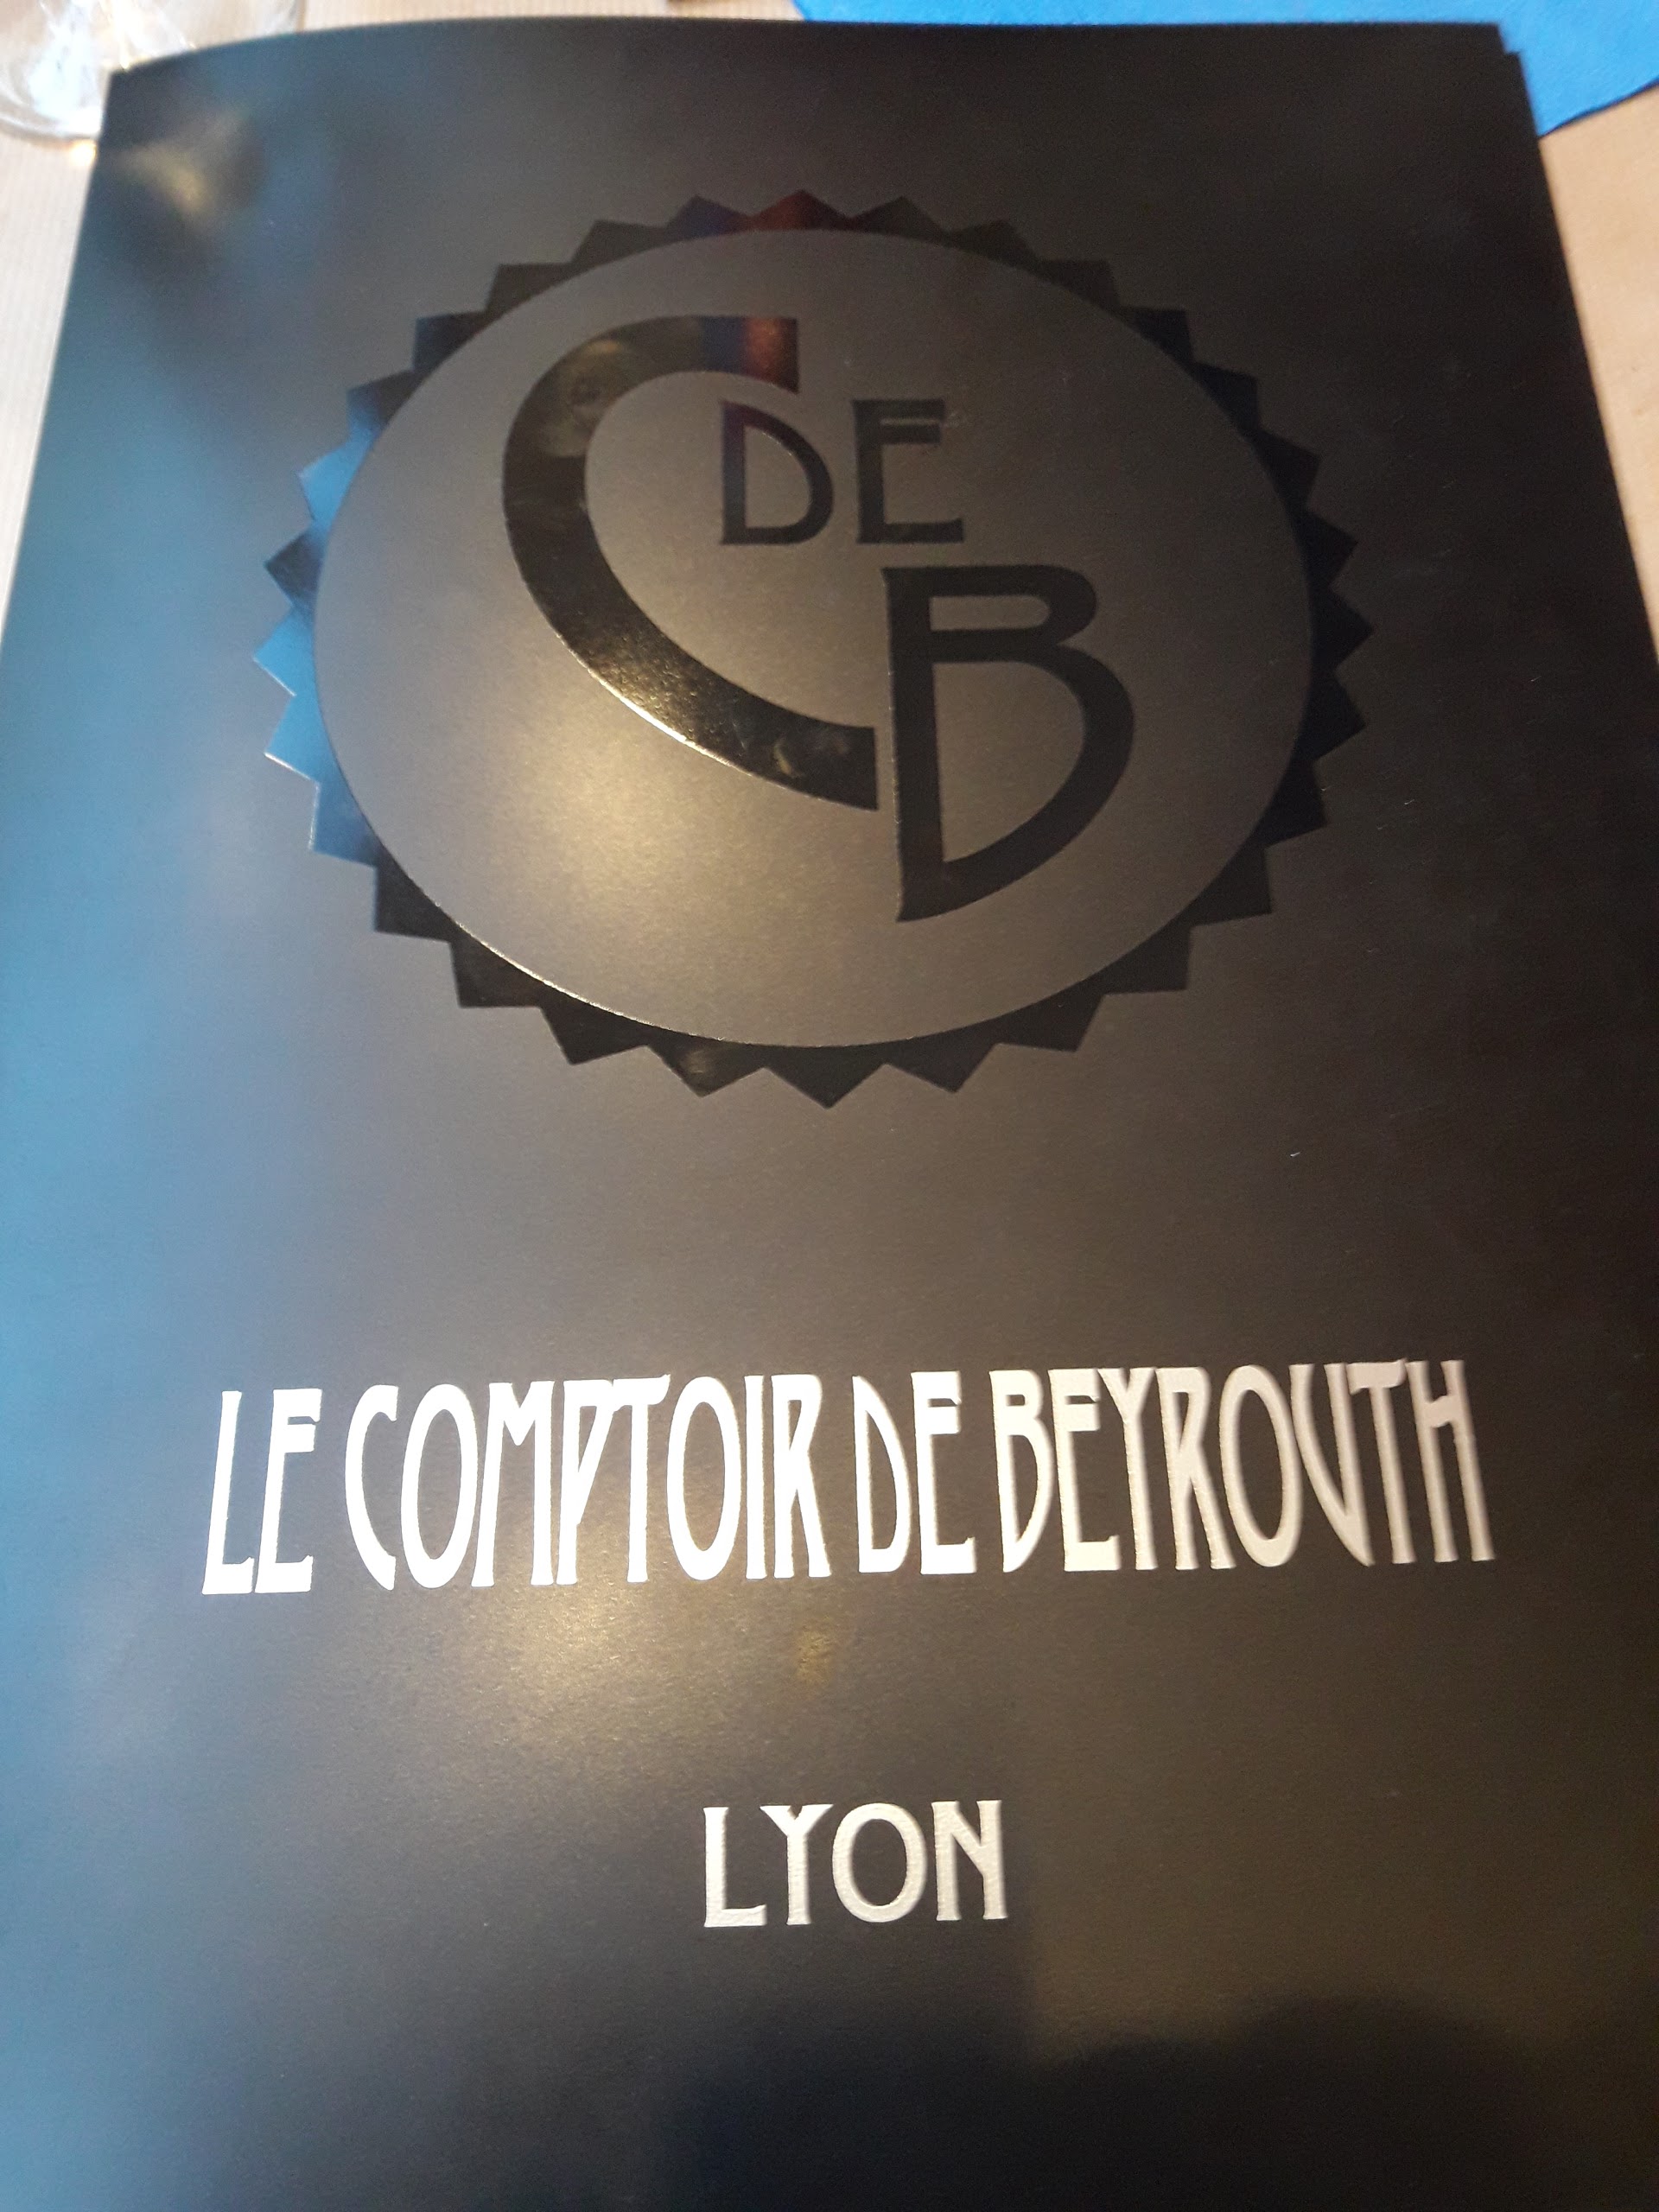 C DE
B
LE COMPTOIR DE BEYROUTH
LYON